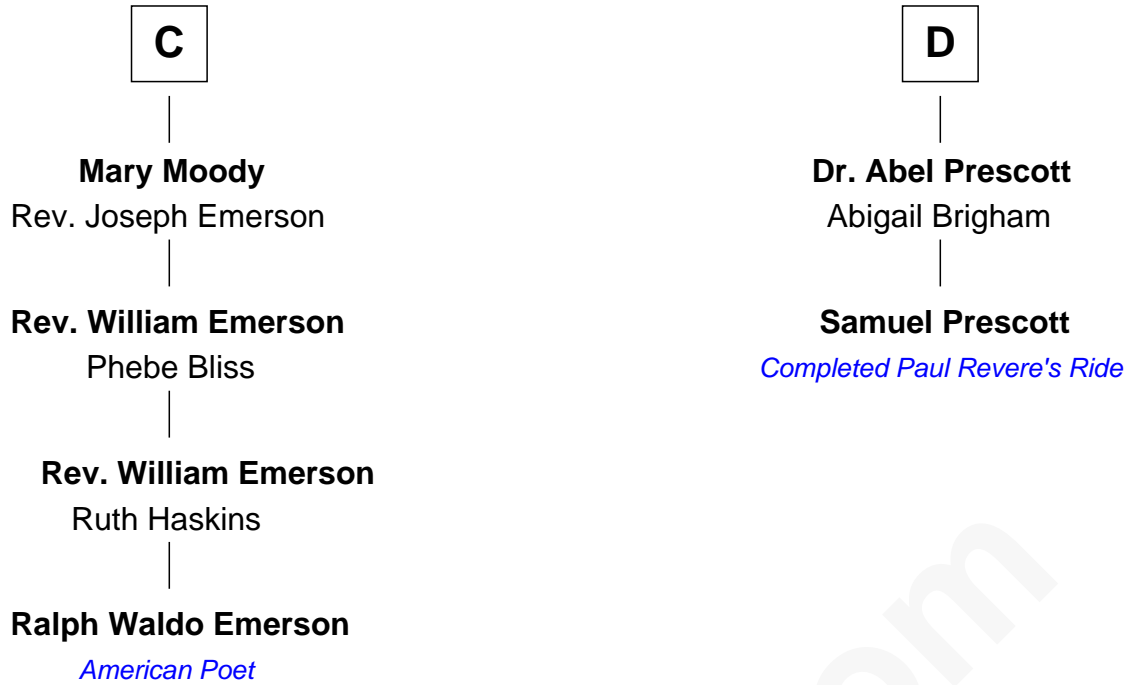 C
Mary Moody
Rev. Joseph Emerson
Rev. William Emerson
Phebe Bliss
Rev. William Emerson
Ruth Haskins
Ralph Waldo Emerson
American Poet
D
Dr. Abel Prescott
Abigail Brigham
Samuel Prescott
Completed Paul Revere's Ride
om